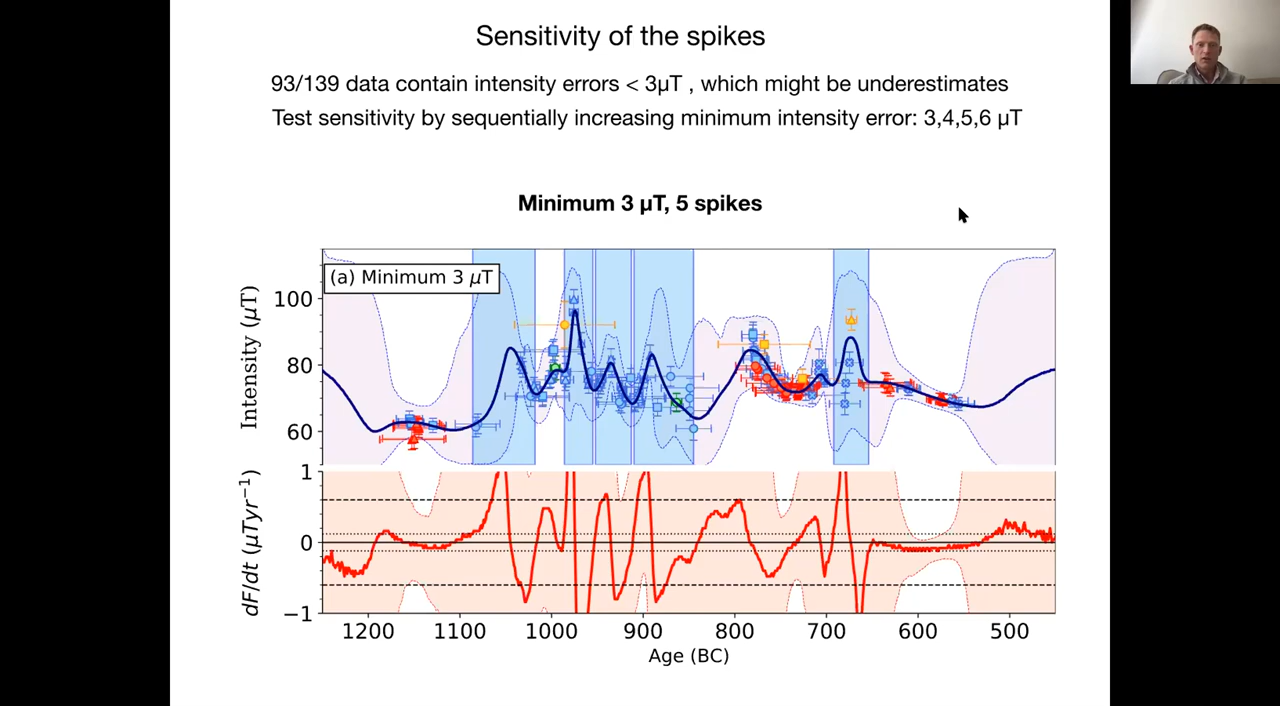 Sensitivity of the spikes
93/139 data contain intensity errors < 3μT , which might be underestimates
Test sensitivity by sequentially increasing minimum intensity error: 3,4,5,6 μT
Minimum 3 μT, 5 spikes
(a) Minimum 3 μT
Intensity (μT)
100
80
60
dF/dt (μTyr⁻¹)
1
0
−1
1200 1100 1000 900 800 700 600 500
Age (BC)